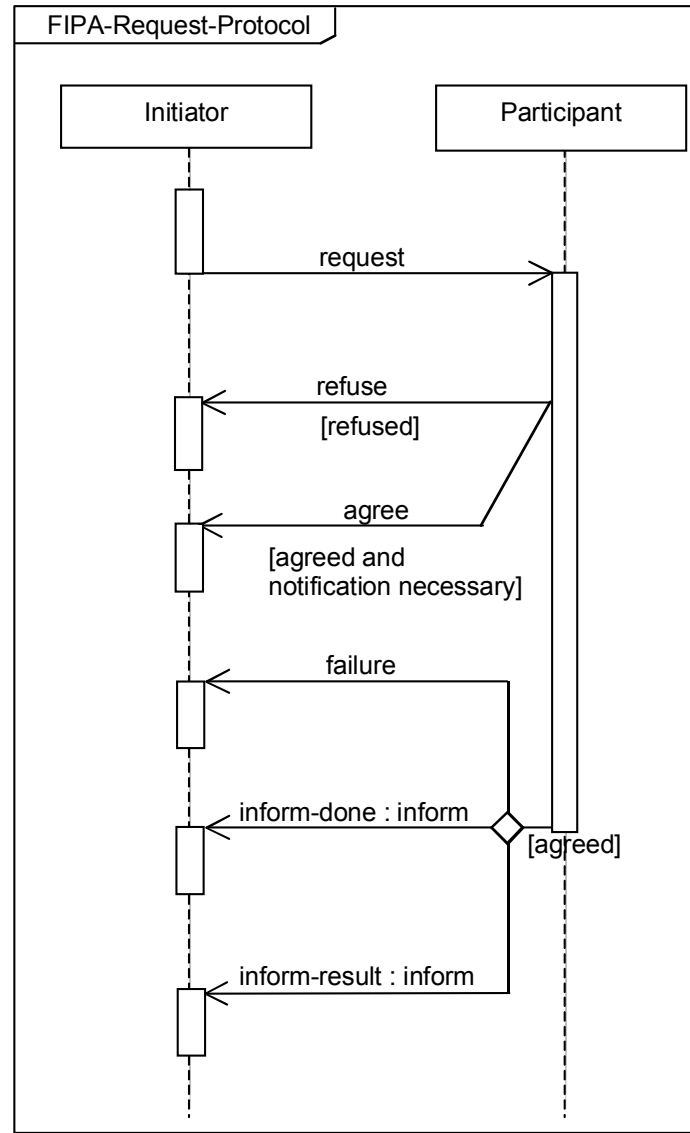 FIPA-Request-Protocol
Initiator
Participant
request
refuse
[refused]
agree
[agreed and
notification necessary]
failure
inform-done : inform
[agreed]
inform-result : inform